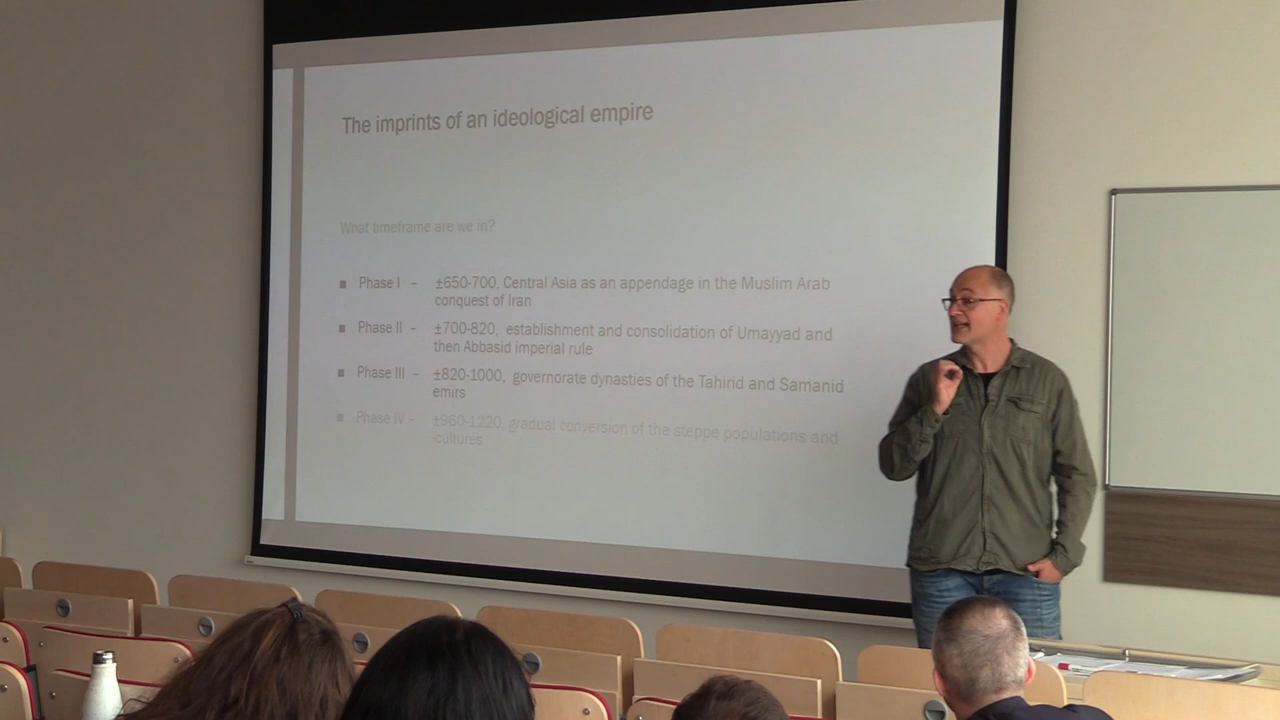 The imprints of an ideological empire
What timeframe are we in?
■ Phase I – ±650-700, Central Asia as an appendage in the Muslim Arab
conquest of Iran
■ Phase II – ±700-820, establishment and consolidation of Umayyad and
then Abbasid imperial rule
■ Phase III – ±820-1000, governorate dynasties of the Tahirid and Samanid
emirs
■ Phase IV – ±960-1220, gradual conversion of the steppe populations and
-cultures